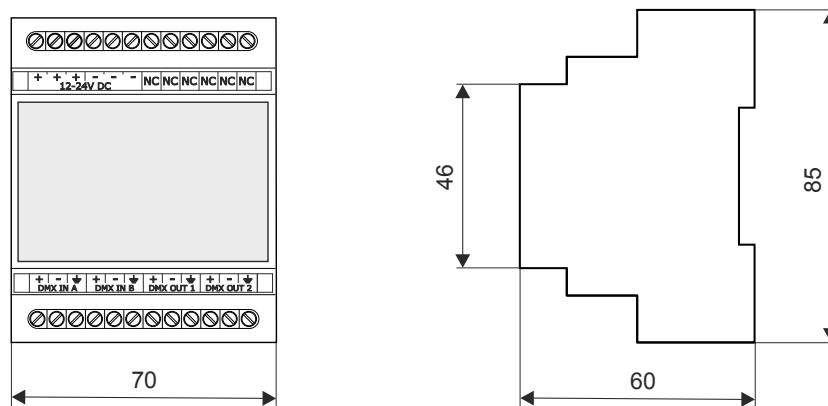 + + + - - - NC NC NC NC NC NC
12-24V DC
+ - + - + - + -
DMX IN A DMX IN B DMX OUT 1 DMX OUT 2
70
46
85
60